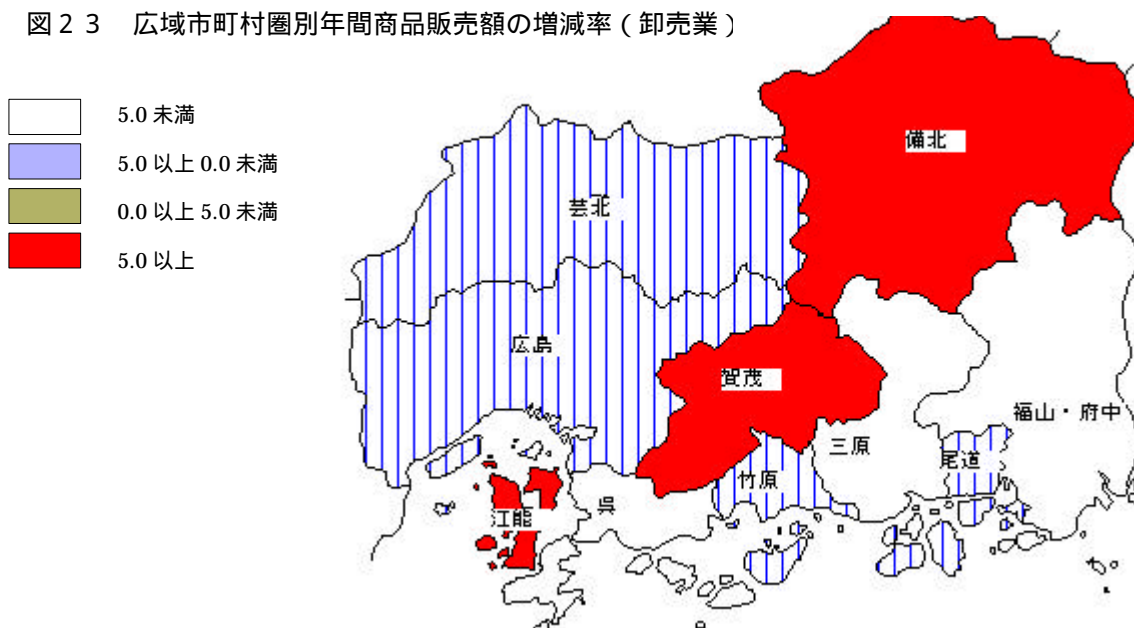 図２３ 広域市町村圏別年間商品販売額の増減率（卸売業）
5.0 未満
5.0 以上 0.0 未満
0.0 以上 5.0 未満
5.0 以上
備北
芸北
広島
賀茂
福山・府中
三原
尾道
竹原
呉
江能